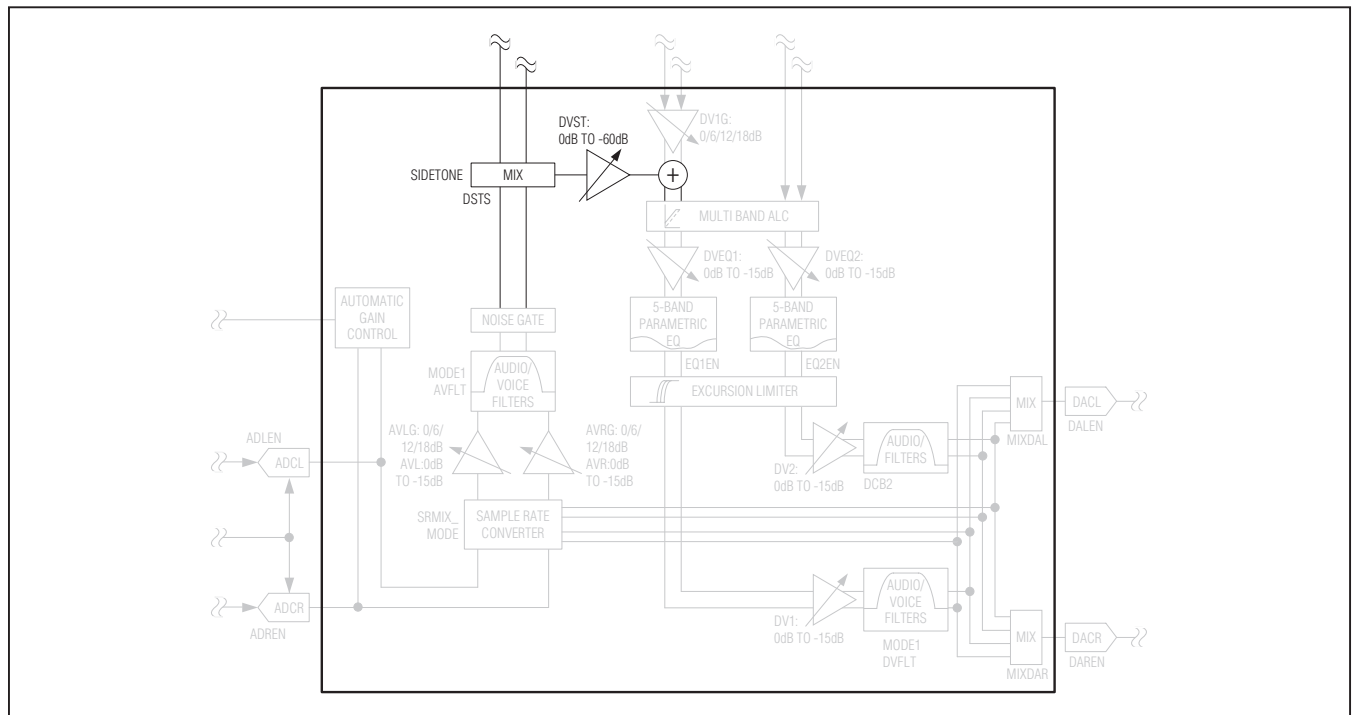 DVST:
0dB TO -60dB
DV1G:
0/6/12/18dB
SIDETONE
MIX
+
DSTS
MULTI BAND ALC
DVEQ1:
0dB TO -15dB
DVEQ2:
0dB TO -15dB
AUTOMATIC
GAIN
CONTROL
NOISE GATE
5-BAND
PARAMETRIC
EQ
5-BAND
PARAMETRIC
EQ
EQ1EN
EQ2EN
MODE1
AVFLT
AUDIO/
VOICE
FILTERS
EXCURSION LIMITER
MIX
DACL
DALEN
MIXDAL
AVLG: 0/6/
12/18dB
AVL:0dB
TO -15dB
AVRG: 0/6/
12/18dB
AVR:0dB
TO -15dB
ADLEN
ADCL
DV2:
0dB TO -15dB
AUDIO/
FILTERS
DCB2
SRMIX_
MODE
SAMPLE RATE
CONVERTER
ADCR
ADREN
DV1:
0dB TO -15dB
AUDIO/
VOICE
FILTERS
MODE1
DVFLT
MIX
MIXDAR
DACR
DAREN